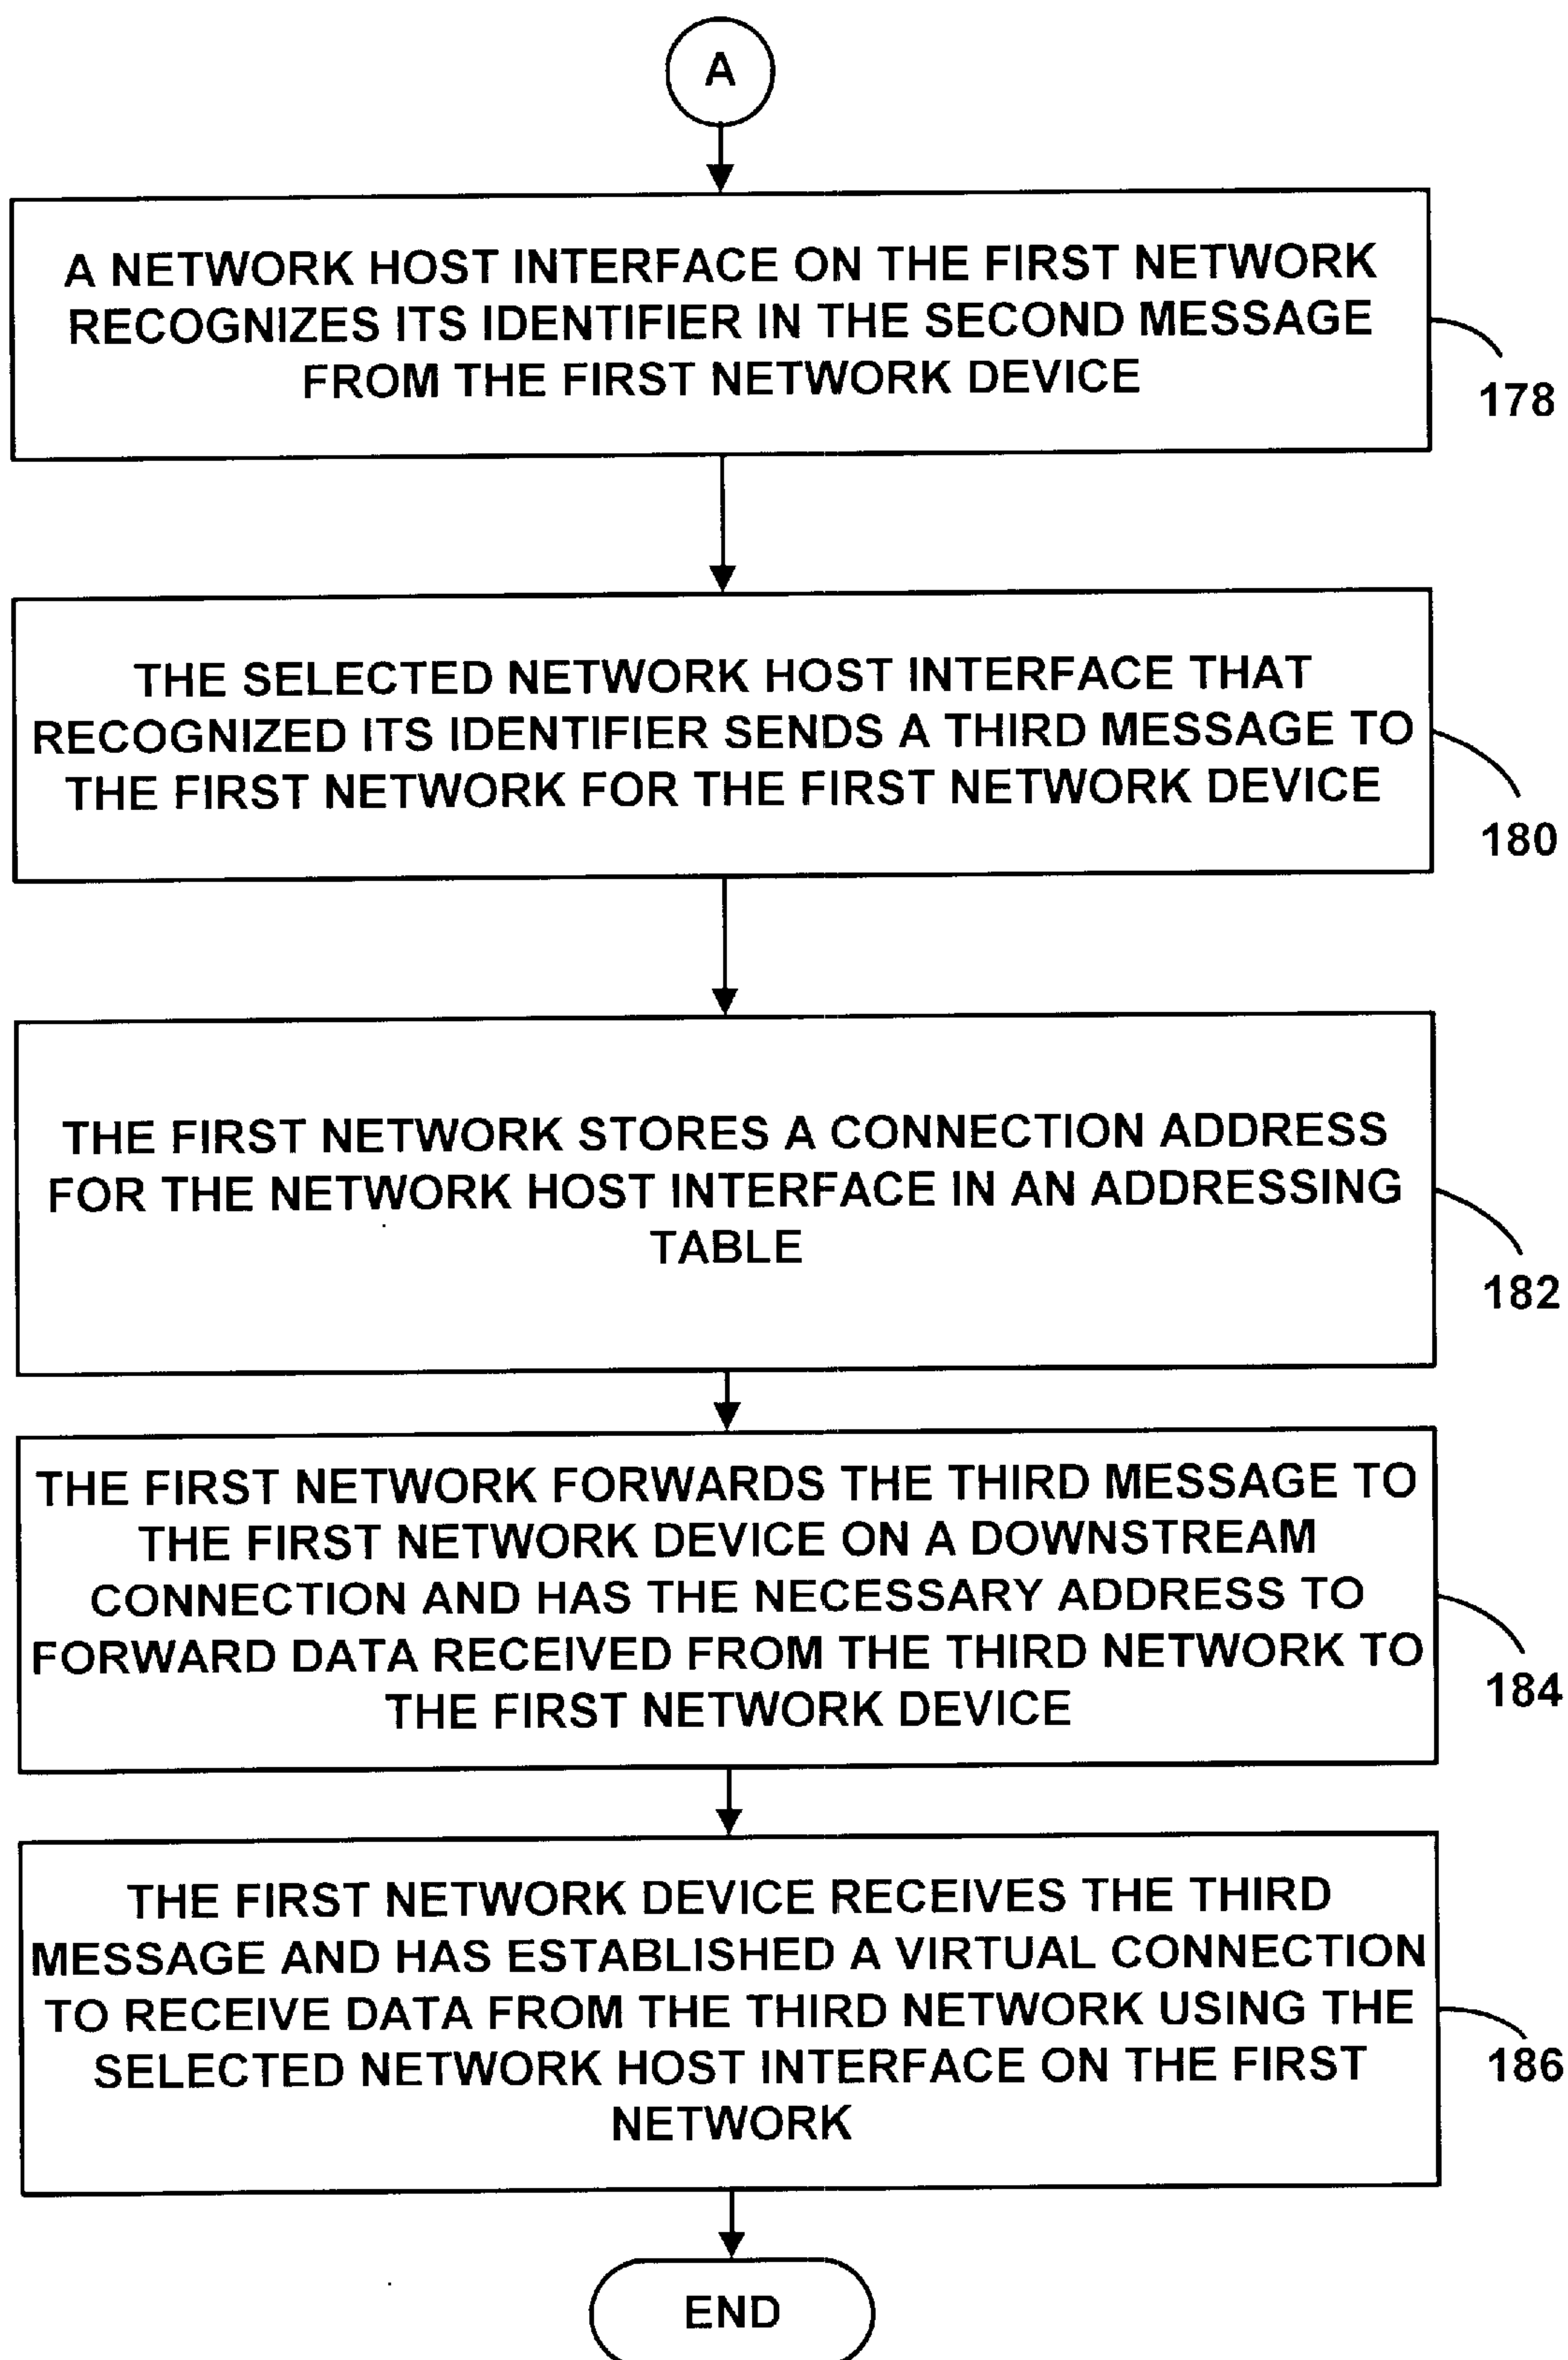 A
A NETWORK HOST INTERFACE ON THE FIRST NETWORK
RECOGNIZES ITS IDENTIFIER IN THE SECOND MESSAGE
FROM THE FIRST NETWORK DEVICE
178
THE SELECTED NETWORK HOST INTERFACE THAT
RECOGNIZED ITS IDENTIFIER SENDS A THIRD MESSAGE TO
THE FIRST NETWORK FOR THE FIRST NETWORK DEVICE
180
THE FIRST NETWORK STORES A CONNECTION ADDRESS
FOR THE NETWORK HOST INTERFACE IN AN ADDRESSING
TABLE
182
THE FIRST NETWORK FORWARDS THE THIRD MESSAGE TO
THE FIRST NETWORK DEVICE ON A DOWNSTREAM
CONNECTION AND HAS THE NECESSARY ADDRESS TO
FORWARD DATA RECEIVED FROM THE THIRD NETWORK TO
THE FIRST NETWORK DEVICE
184
THE FIRST NETWORK DEVICE RECEIVES THE THIRD
MESSAGE AND HAS ESTABLISHED A VIRTUAL CONNECTION
TO RECEIVE DATA FROM THE THIRD NETWORK USING THE
SELECTED NETWORK HOST INTERFACE ON THE FIRST
NETWORK
186
END